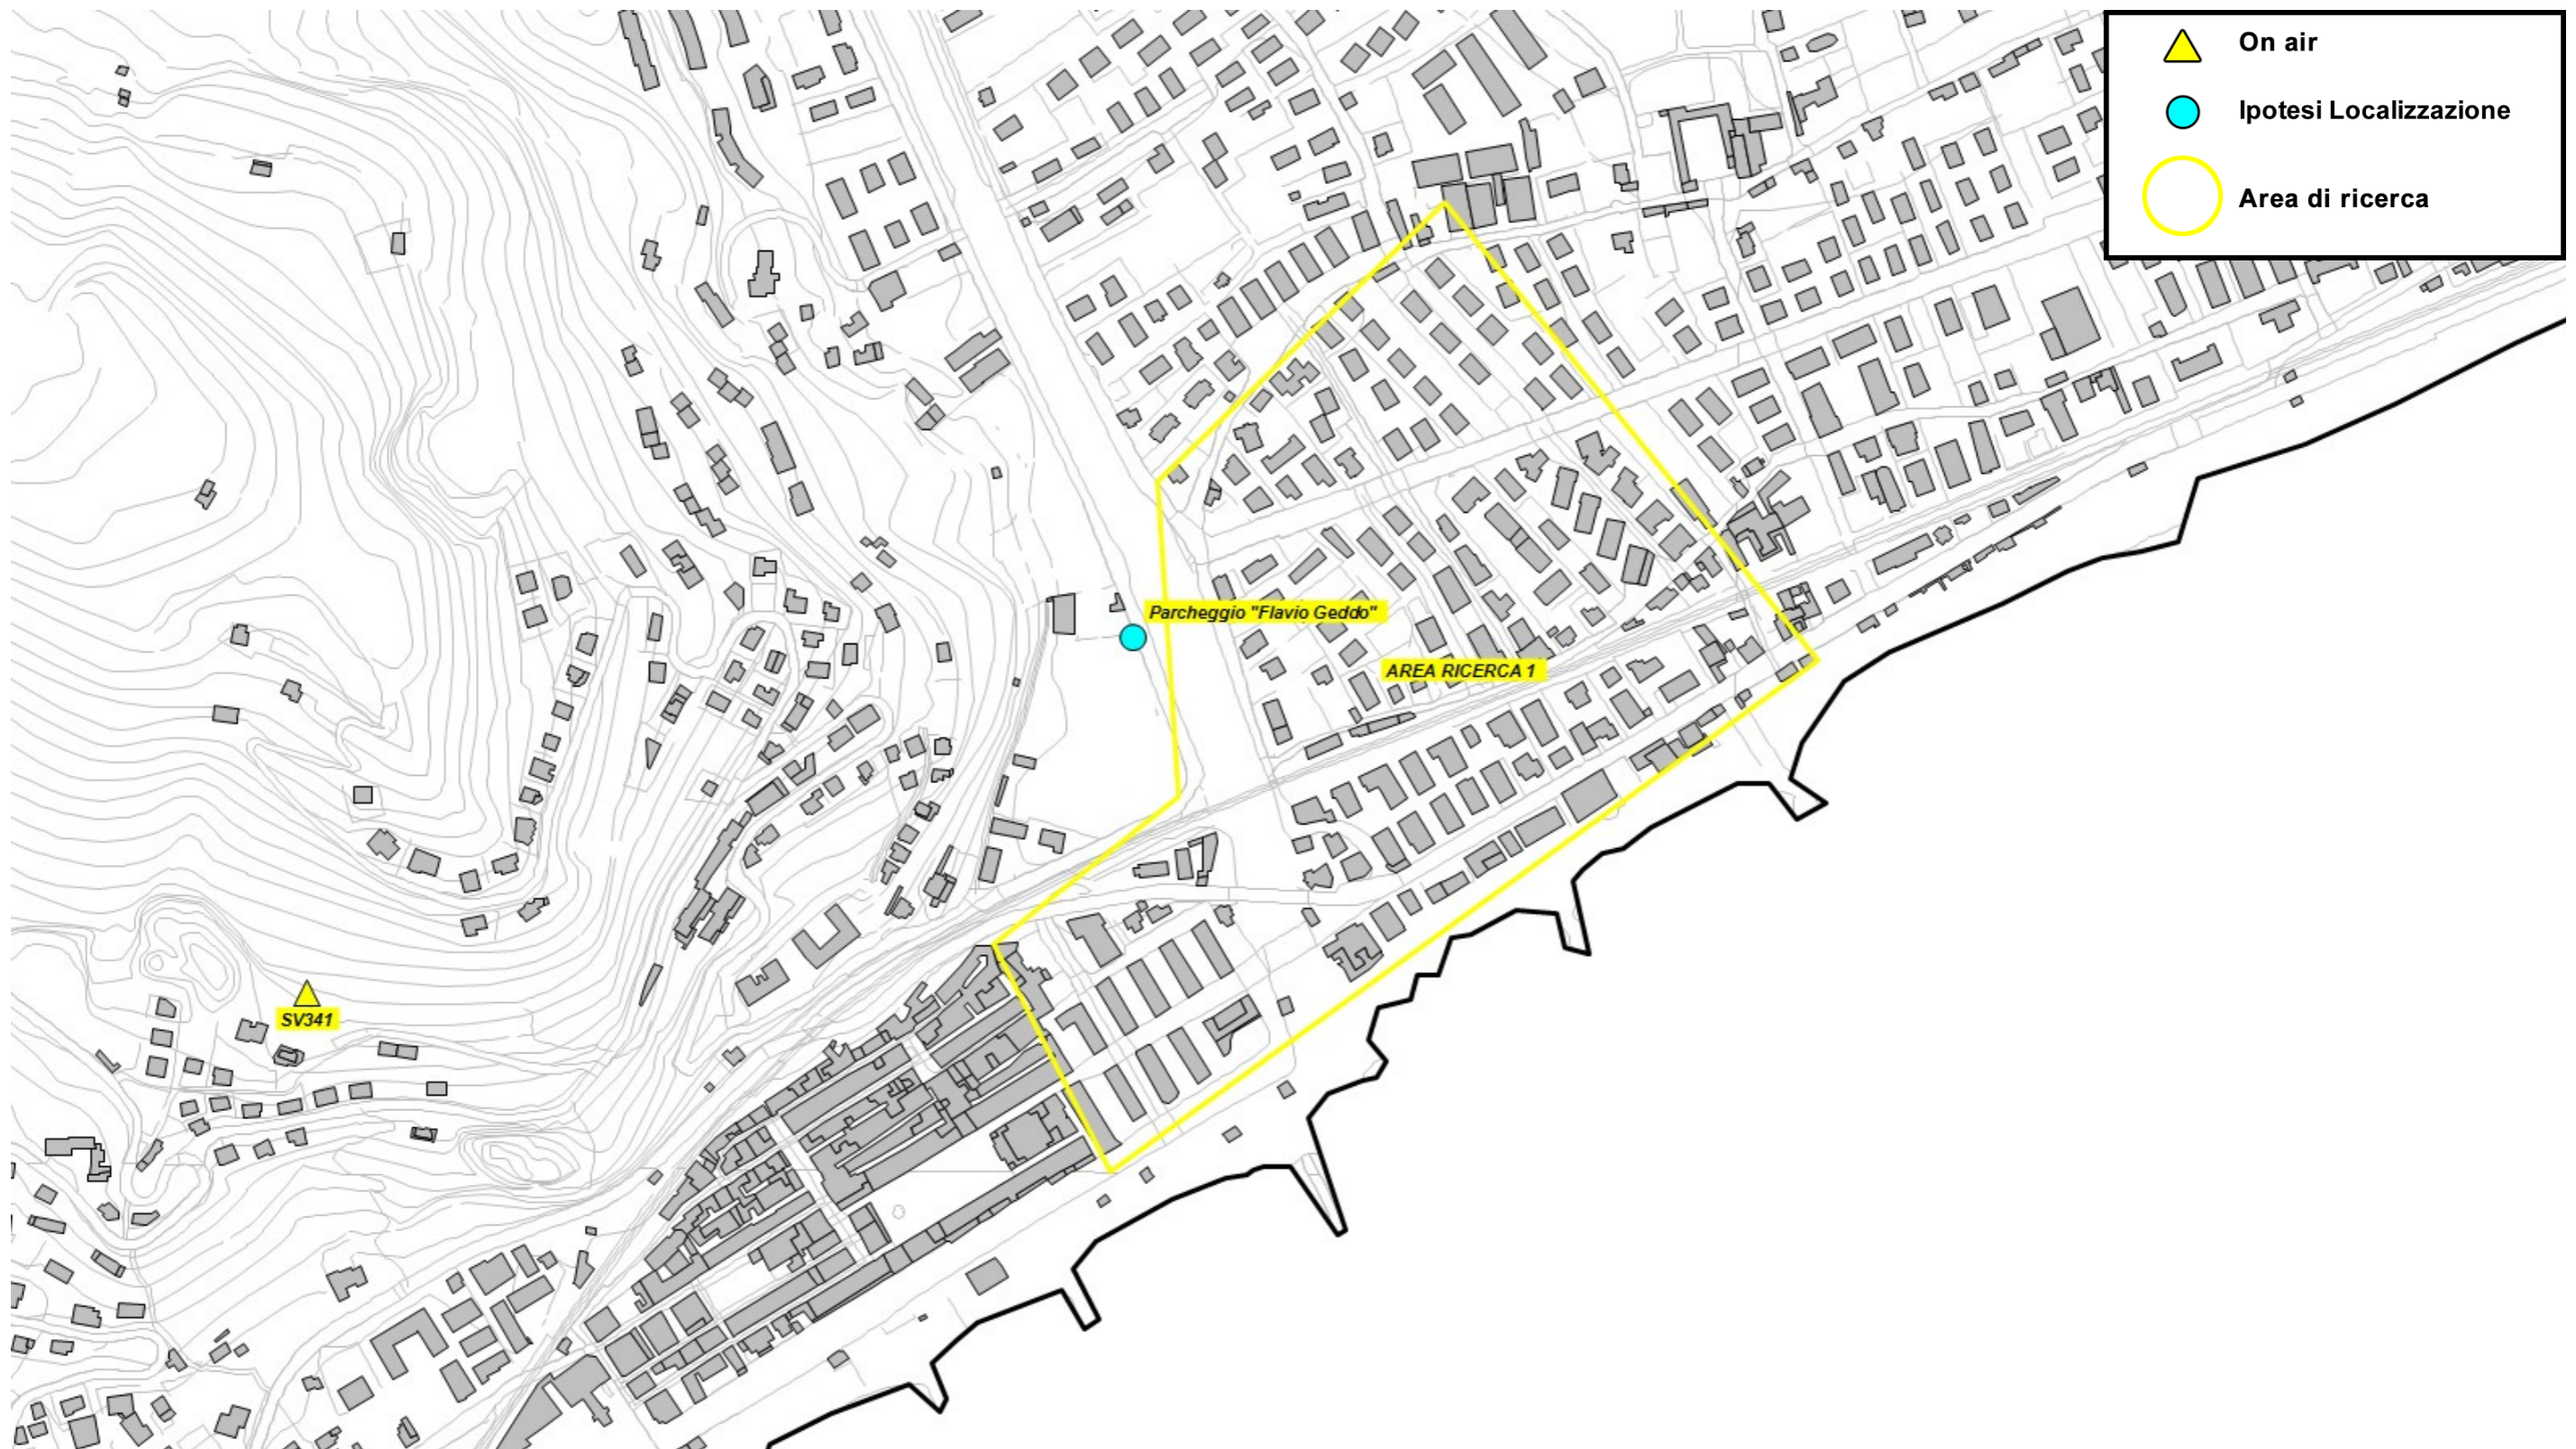 On air
Ipotesi Localizzazione
Area di ricerca
Parcheggio "Flavio Geddo"
AREA RICERCA 1
SV341